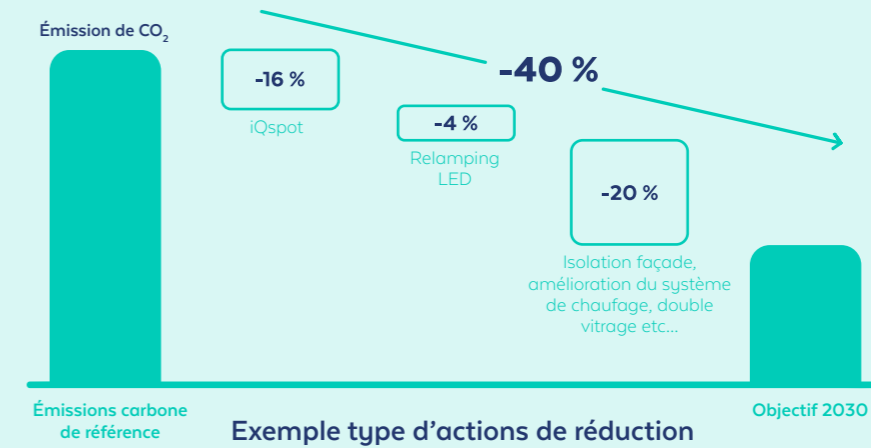 Émission de CO₂
-16 %
iQspot
-4 %
Relamping
LED
-40 %
-20 %
Isolation façade,
amélioration du système
de chaufage, double
vitrage etc...
Émissions carbone
de référence
Objectif 2030
Exemple type d’actions de réduction